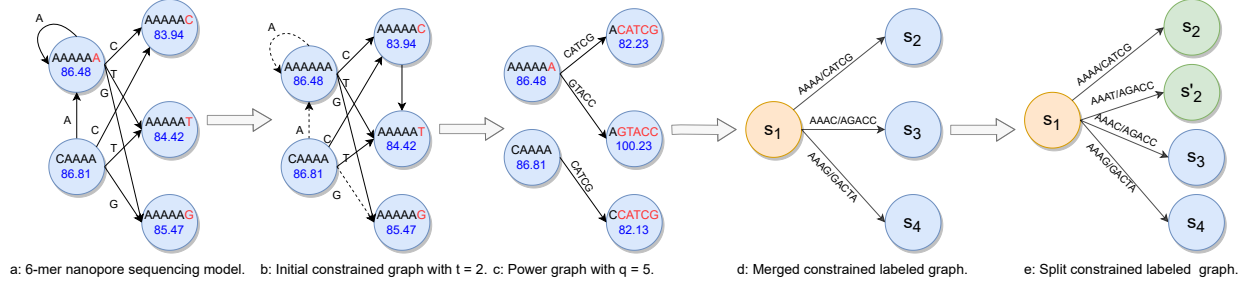 A
AAAAAA
86.48
AAAAAC
83.94
C
T
G
A
C
T
G
AAAAAT
84.42
CAAAA
86.81
AAAAAG
85.47
a: 6-mer nanopore sequencing model.
A
AAAAAA
86.48
AAAAAC
83.94
C
T
G
A
C
T
G
AAAAAT
84.42
CAAAA
86.81
AAAAAG
85.47
b: Initial constrained graph with t = 2.
AAAAAA
86.48
CATCG
GTACC
ACATCG
82.23
AGTACC
100.23
CAAAA
86.81
CATCG
CCATCG
82.13
c: Power graph with q = 5.
s1
AAAA/CATCG
AAAC/AGACC
AAAG/GACTA
s2
s3
s4
d: Merged constrained labeled graph.
s1
AAAA/CATCG
AAAT/AGACC
AAAC/AGACC
AAAG/GACTA
s2
s'2
s3
s4
e: Split constrained labeled graph.